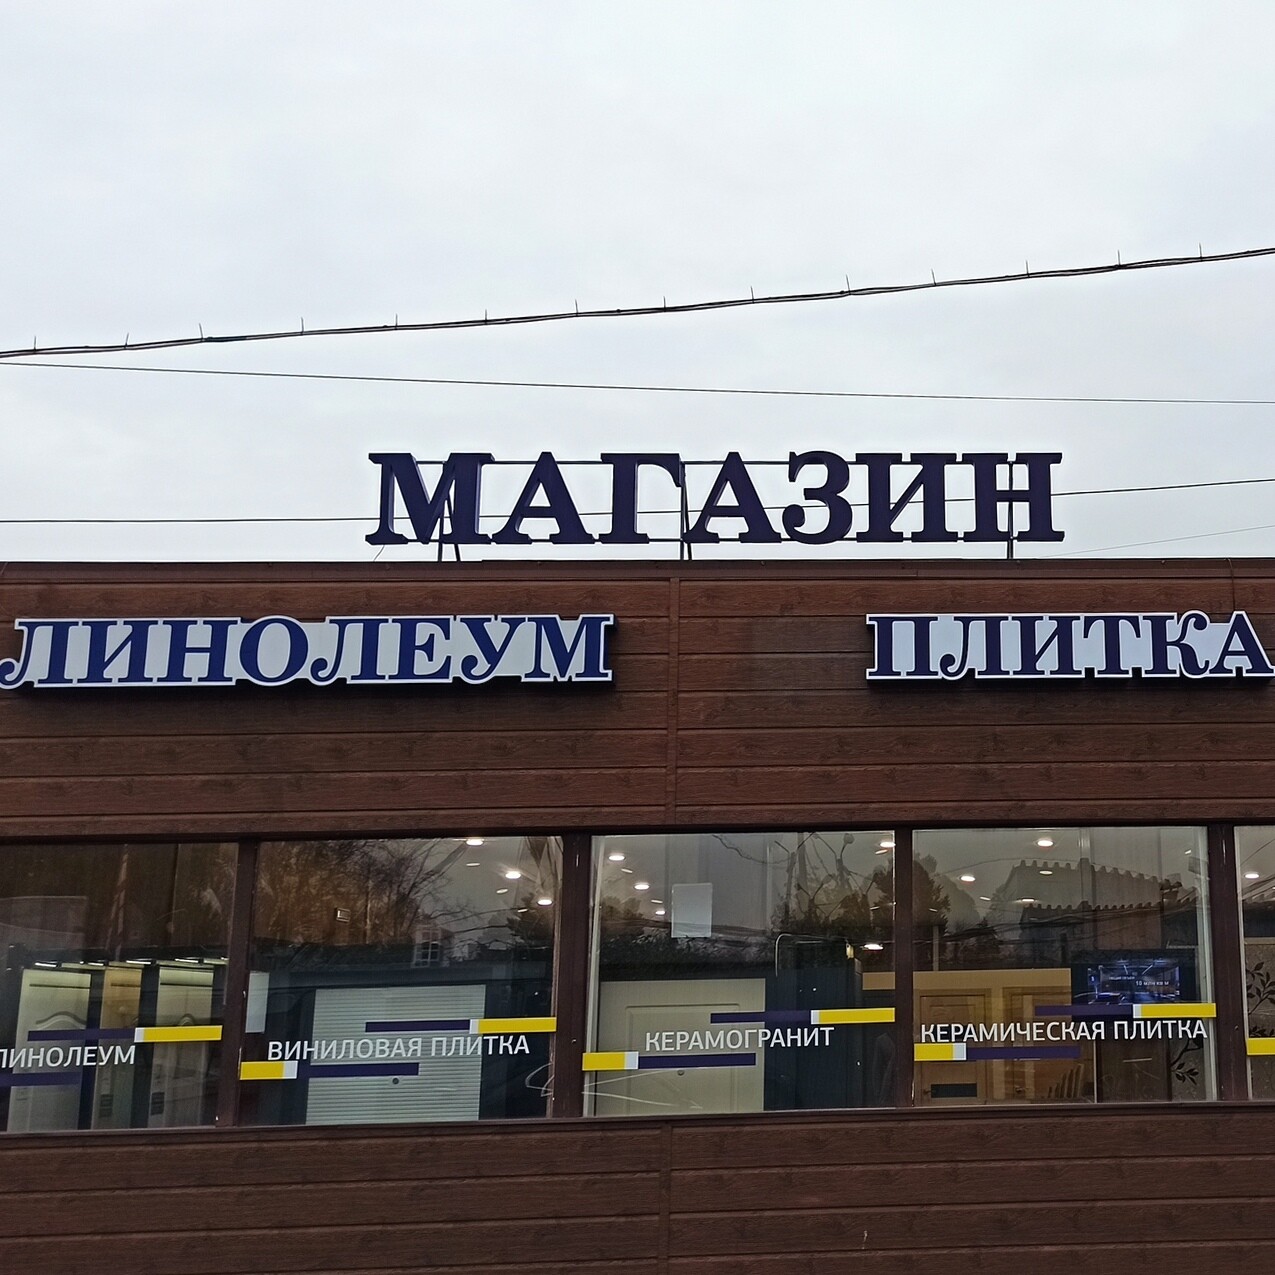 МАГАЗИН
ЛИНОЛЕУМ
ПЛИТКА
ЛИНОЛЕУМ
ВИНИЛОВАЯ ПЛИТКА
КЕРАМОГРАНИТ
КЕРАМИЧЕСКАЯ ПЛИТКА